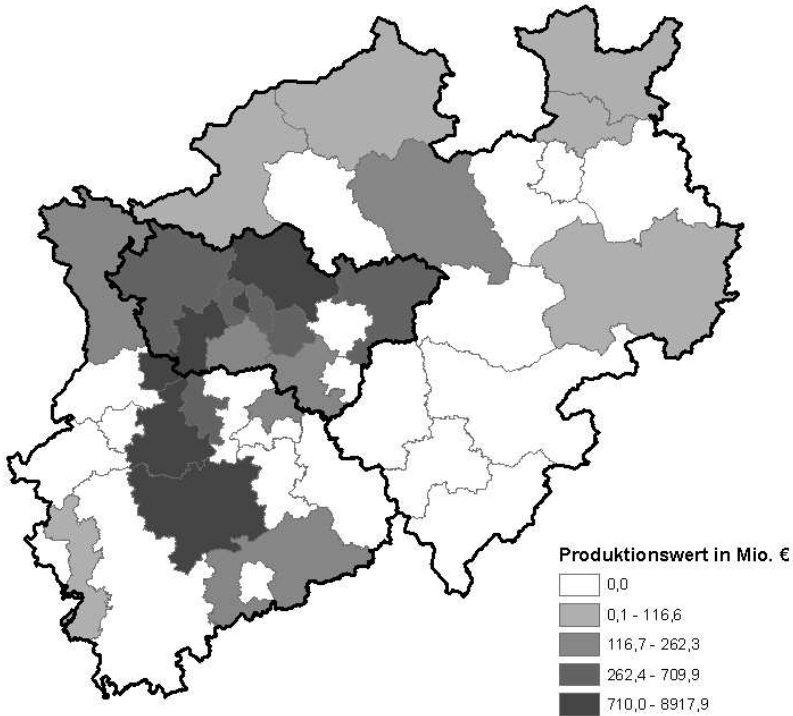 Produktionswert in Mio. €
0,0
0,1 - 116,6
116,7 - 262,3
262,4 - 709,9
710,0 - 8917,9